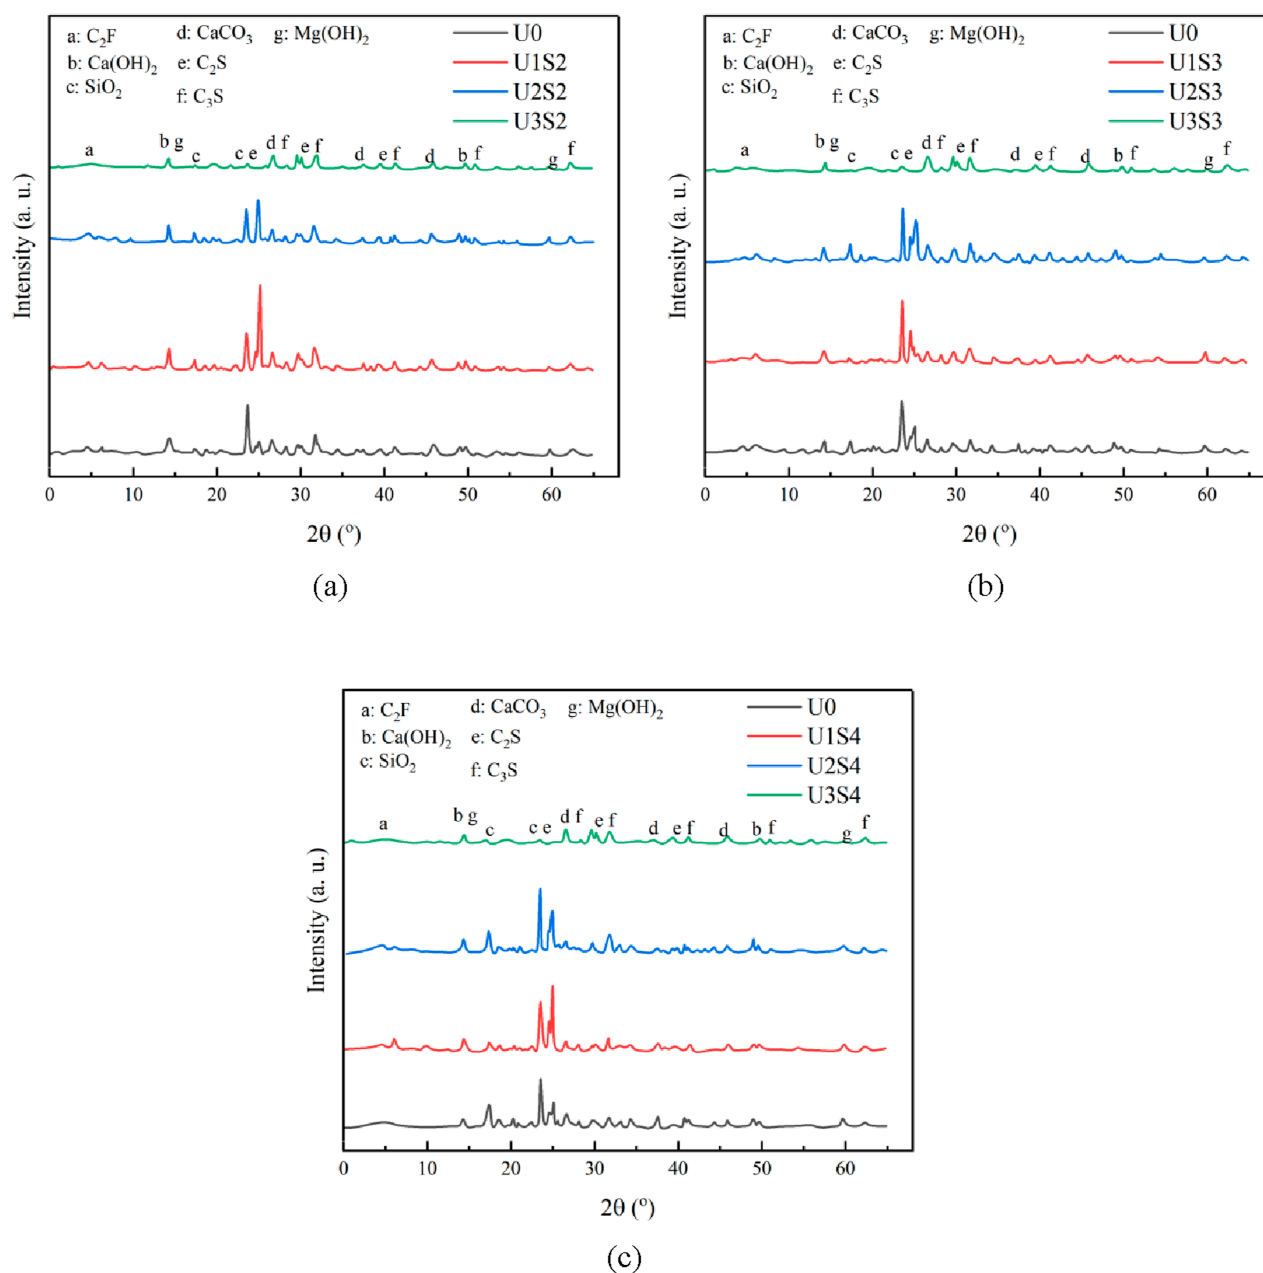 a: C₂F d: CaCO₃ g: Mg(OH)₂ U0
b: Ca(OH)₂ e: C₂S U1S2
c: SiO₂ f: C₃S U2S2
U3S2
a b g c c e d f e f d e f d b f g f
Intensity (a. u.)
0 10 20 30 40 50 60
2θ (°)
(a)
a: C₂F d: CaCO₃ g: Mg(OH)₂ U0
b: Ca(OH)₂ e: C₂S U1S3
c: SiO₂ f: C₃S U2S3
U3S3
a b g c c e d f e f d e f d b f g f
Intensity (a. u.)
0 10 20 30 40 50 60
2θ (°)
(b)
a: C₂F d: CaCO₃ g: Mg(OH)₂ U0
b: Ca(OH)₂ e: C₂S U1S4
c: SiO₂ f: C₃S U2S4
U3S4
a b g c c e d f e f d e f d b f g f
Intensity (a. u.)
0 10 20 30 40 50 60
2θ (°)
(c)